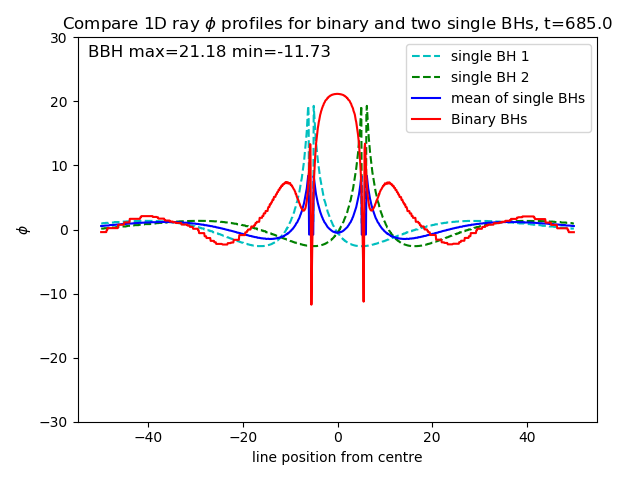 Compare 1D ray ϕ profiles for binary and two single BHs, t=685.0
BBH max=21.18 min=-11.73
single BH 1
single BH 2
mean of single BHs
Binary BHs
30
20
10
0
−10
−20
−30
ϕ
−40
−20
0
20
40
line position from centre